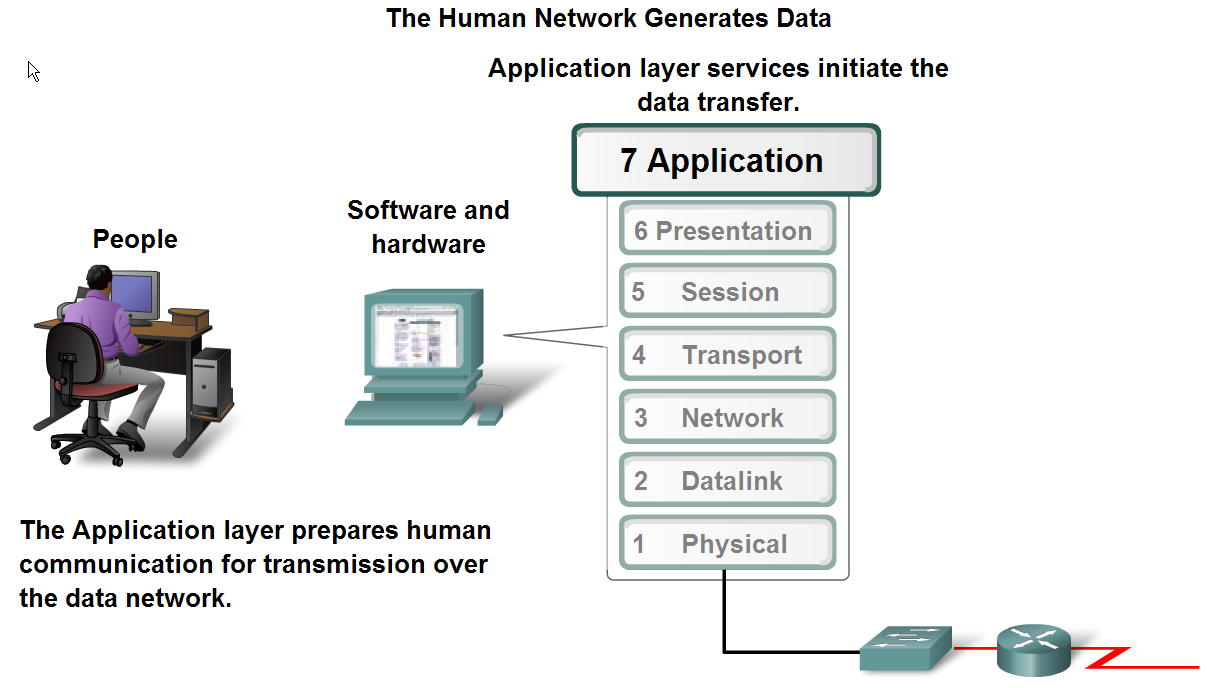 The Human Network Generates Data
Application layer services initiate the
data transfer.
7 Application
6 Presentation
5 Session
4 Transport
3 Network
2 Datalink
1 Physical
Software and
hardware
People
The Application layer prepares human
communication for transmission over
the data network.